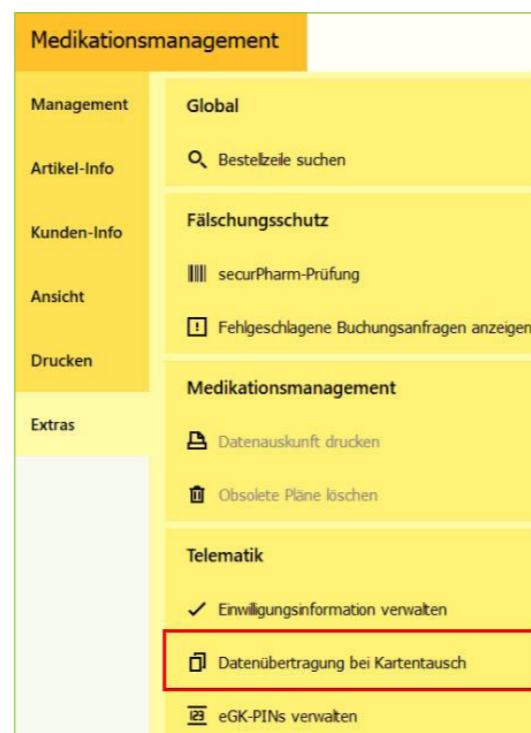 Medikationsmanagement
Management
Artikel-Info
Kunden-Info
Ansicht
Drucken
Extras
Global
Bestellzeile suchen
Fälschungsschutz
securPharm-Prüfung
Fehlgeschlagene Buchungsanfragen anzeigen
Medikationsmanagement
Datenauskunft drucken
Obsolete Pläne löschen
Telematik
Einwilligungsinformation verwalten
Datenübertragung bei Kartentausch
123 eGK-PINs verwalten